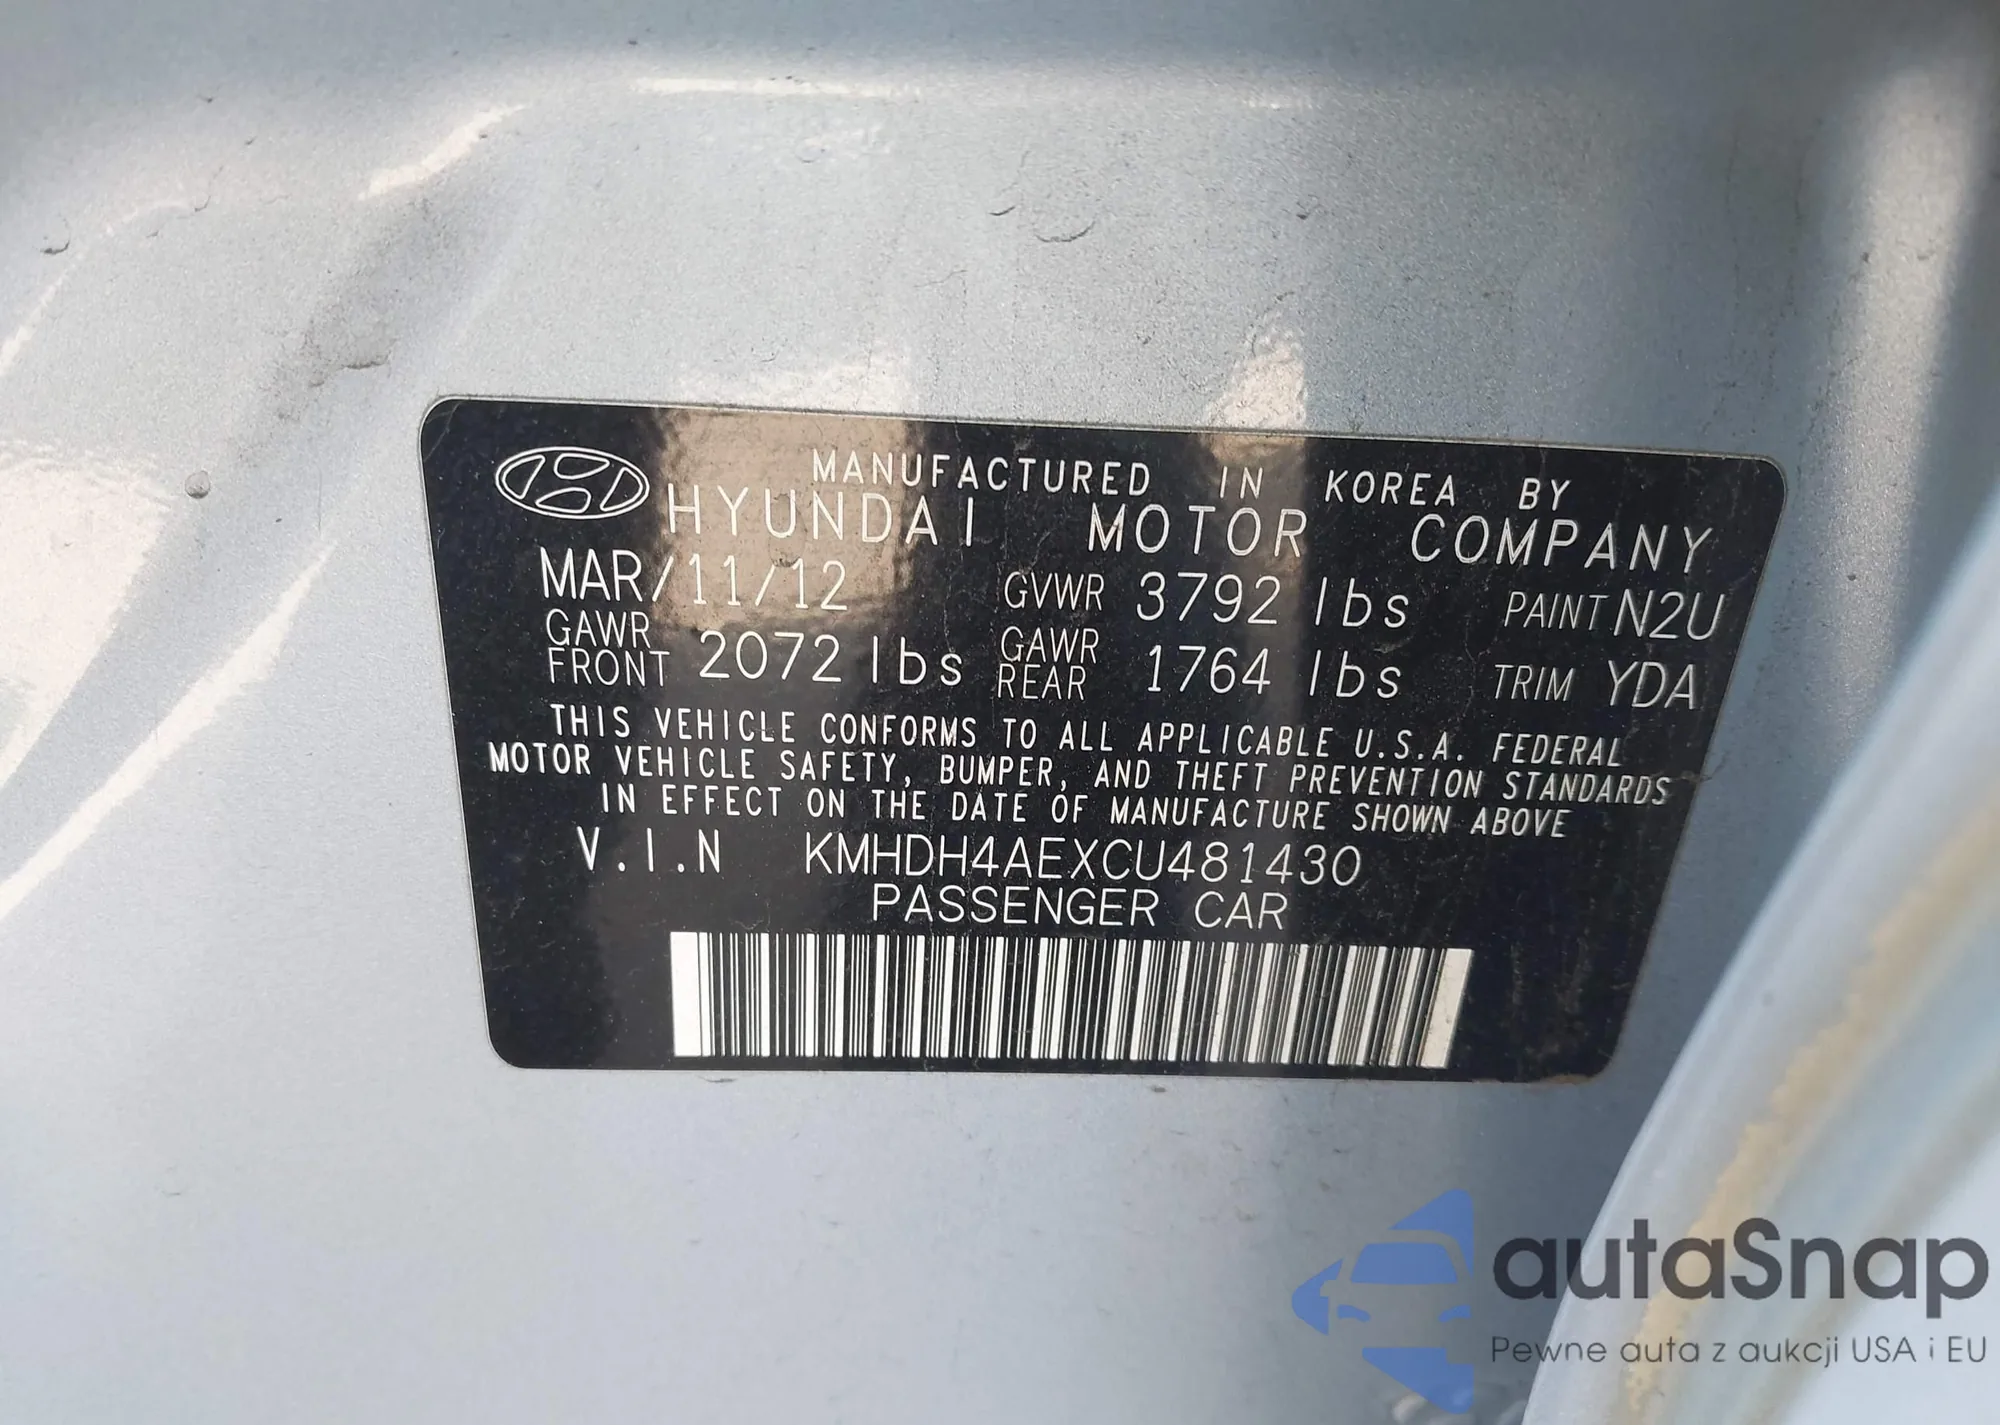 MANUFACTURED IN KOREA BY
HYUNDAI MOTOR COMPANY
MAR/11/12 GVWR 3792 lbs PAINT N2U
GAWR FRONT 2072 lbs GAWR REAR 1764 lbs TRIM YDA
THIS VEHICLE CONFORMS TO ALL APPLICABLE U.S.A. FEDERAL
MOTOR VEHICLE SAFETY, BUMPER, AND THEFT PREVENTION STANDARDS
IN EFFECT ON THE DATE OF MANUFACTURE SHOWN ABOVE
V.I.N KMHDH4AEXCU481430
PASSENGER CAR
autaSnap
Pewne auta z aukcji USA i EU